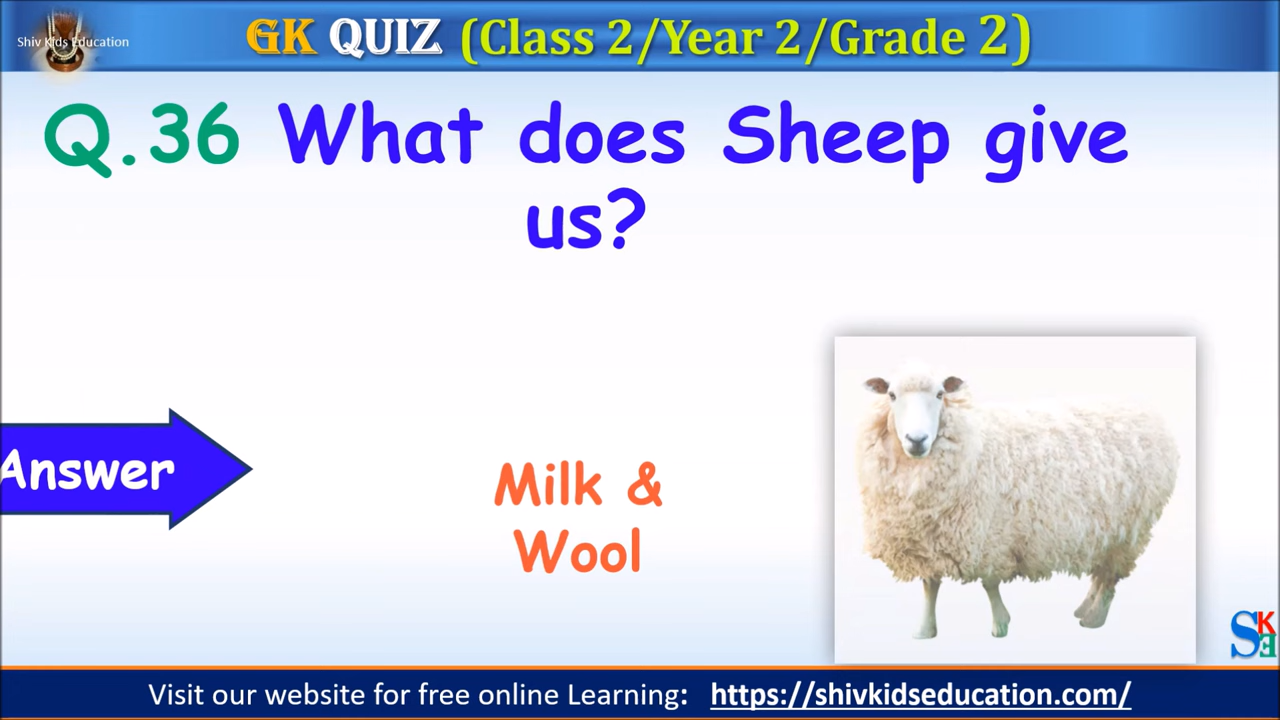 Shiv Kids Education
GK QUIZ (Class 2/Year 2/Grade 2)
Q.36 What does Sheep give
us?
Answer
Milk &
Wool
SKE
Visit our website for free online Learning: https://shivkidseducation.com/